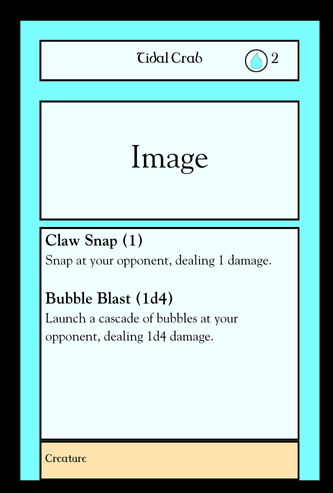 Tidal Crab 2
Image
Claw Snap (1)
Snap at your opponent, dealing 1 damage.
Bubble Blast (1d4)
Launch a cascade of bubbles at your
opponent, dealing 1d4 damage.
Creature